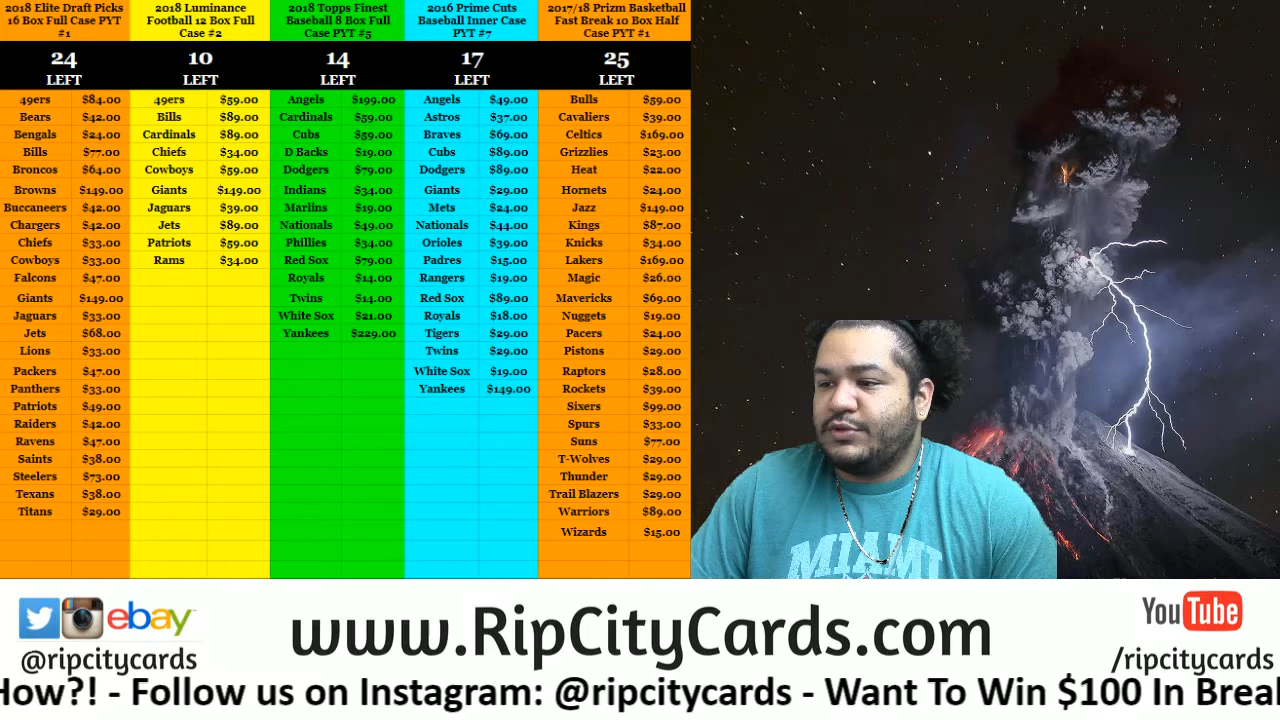 2018 Elite Draft Picks
16 Box Full Case PYT
#1
24
LEFT
49ers $84.00
Bears $42.00
Bengals $24.00
Bills $77.00
Broncos $64.00
Browns $149.00
Buccaneers $42.00
Chargers $42.00
Chiefs $33.00
Cowboys $33.00
Falcons $47.00
Giants $149.00
Jaguars $33.00
Jets $68.00
Lions $33.00
Packers $47.00
Panthers $33.00
Patriots $49.00
Raiders $42.00
Ravens $47.00
Saints $38.00
Steelers $73.00
Texans $38.00
Titans $29.00
2018 Luminance
Football 12 Box Full
Case #2
10
LEFT
49ers $59.00
Bills $89.00
Cardinals $89.00
Chiefs $34.00
Cowboys $59.00
Giants $149.00
Jaguars $39.00
Jets $89.00
Patriots $59.00
Rams $34.00
2018 Topps Finest
Baseball 8 Box Full
Case PYT #5
14
LEFT
Angels $199.00
Cardinals $59.00
Cubs $59.00
D Backs $19.00
Dodgers $79.00
Indians $34.00
Marlins $19.00
Nationals $49.00
Phillies $34.00
Red Sox $79.00
Royals $14.00
Twins $14.00
White Sox $21.00
Yankees $229.00
2016 Prime Cuts
Baseball Inner Case
PYT #7
17
LEFT
Angels $49.00
Astros $37.00
Braves $69.00
Cubs $89.00
Dodgers $89.00
Giants $29.00
Mets $24.00
Nationals $44.00
Orioles $39.00
Padres $15.00
Rangers $19.00
Red Sox $89.00
Royals $18.00
Tigers $29.00
Twins $29.00
White Sox $19.00
Yankees $149.00
2017/18 Prizm Basketball
Fast Break 10 Box Half
Case PYT #1
25
LEFT
Bulls $59.00
Cavaliers $39.00
Celtics $169.00
Grizzlies $23.00
Heat $22.00
Hornets $24.00
Jazz $149.00
Kings $87.00
Knicks $34.00
Lakers $169.00
Magic $26.00
Mavericks $69.00
Nuggets $19.00
Pacers $24.00
Pistons $29.00
Raptors $28.00
Rockets $39.00
Sixers $99.00
Spurs $33.00
Suns $77.00
T-Wolves $29.00
Thunder $29.00
Trail Blazers $29.00
Warriors $89.00
Wizards $15.00
MIAMI
ebay
@ripcitycards
www.RipCityCards.com
YouTube
/ripcitycards
How?! - Follow us on Instagram: @ripcitycards - Want To Win $100 In Break